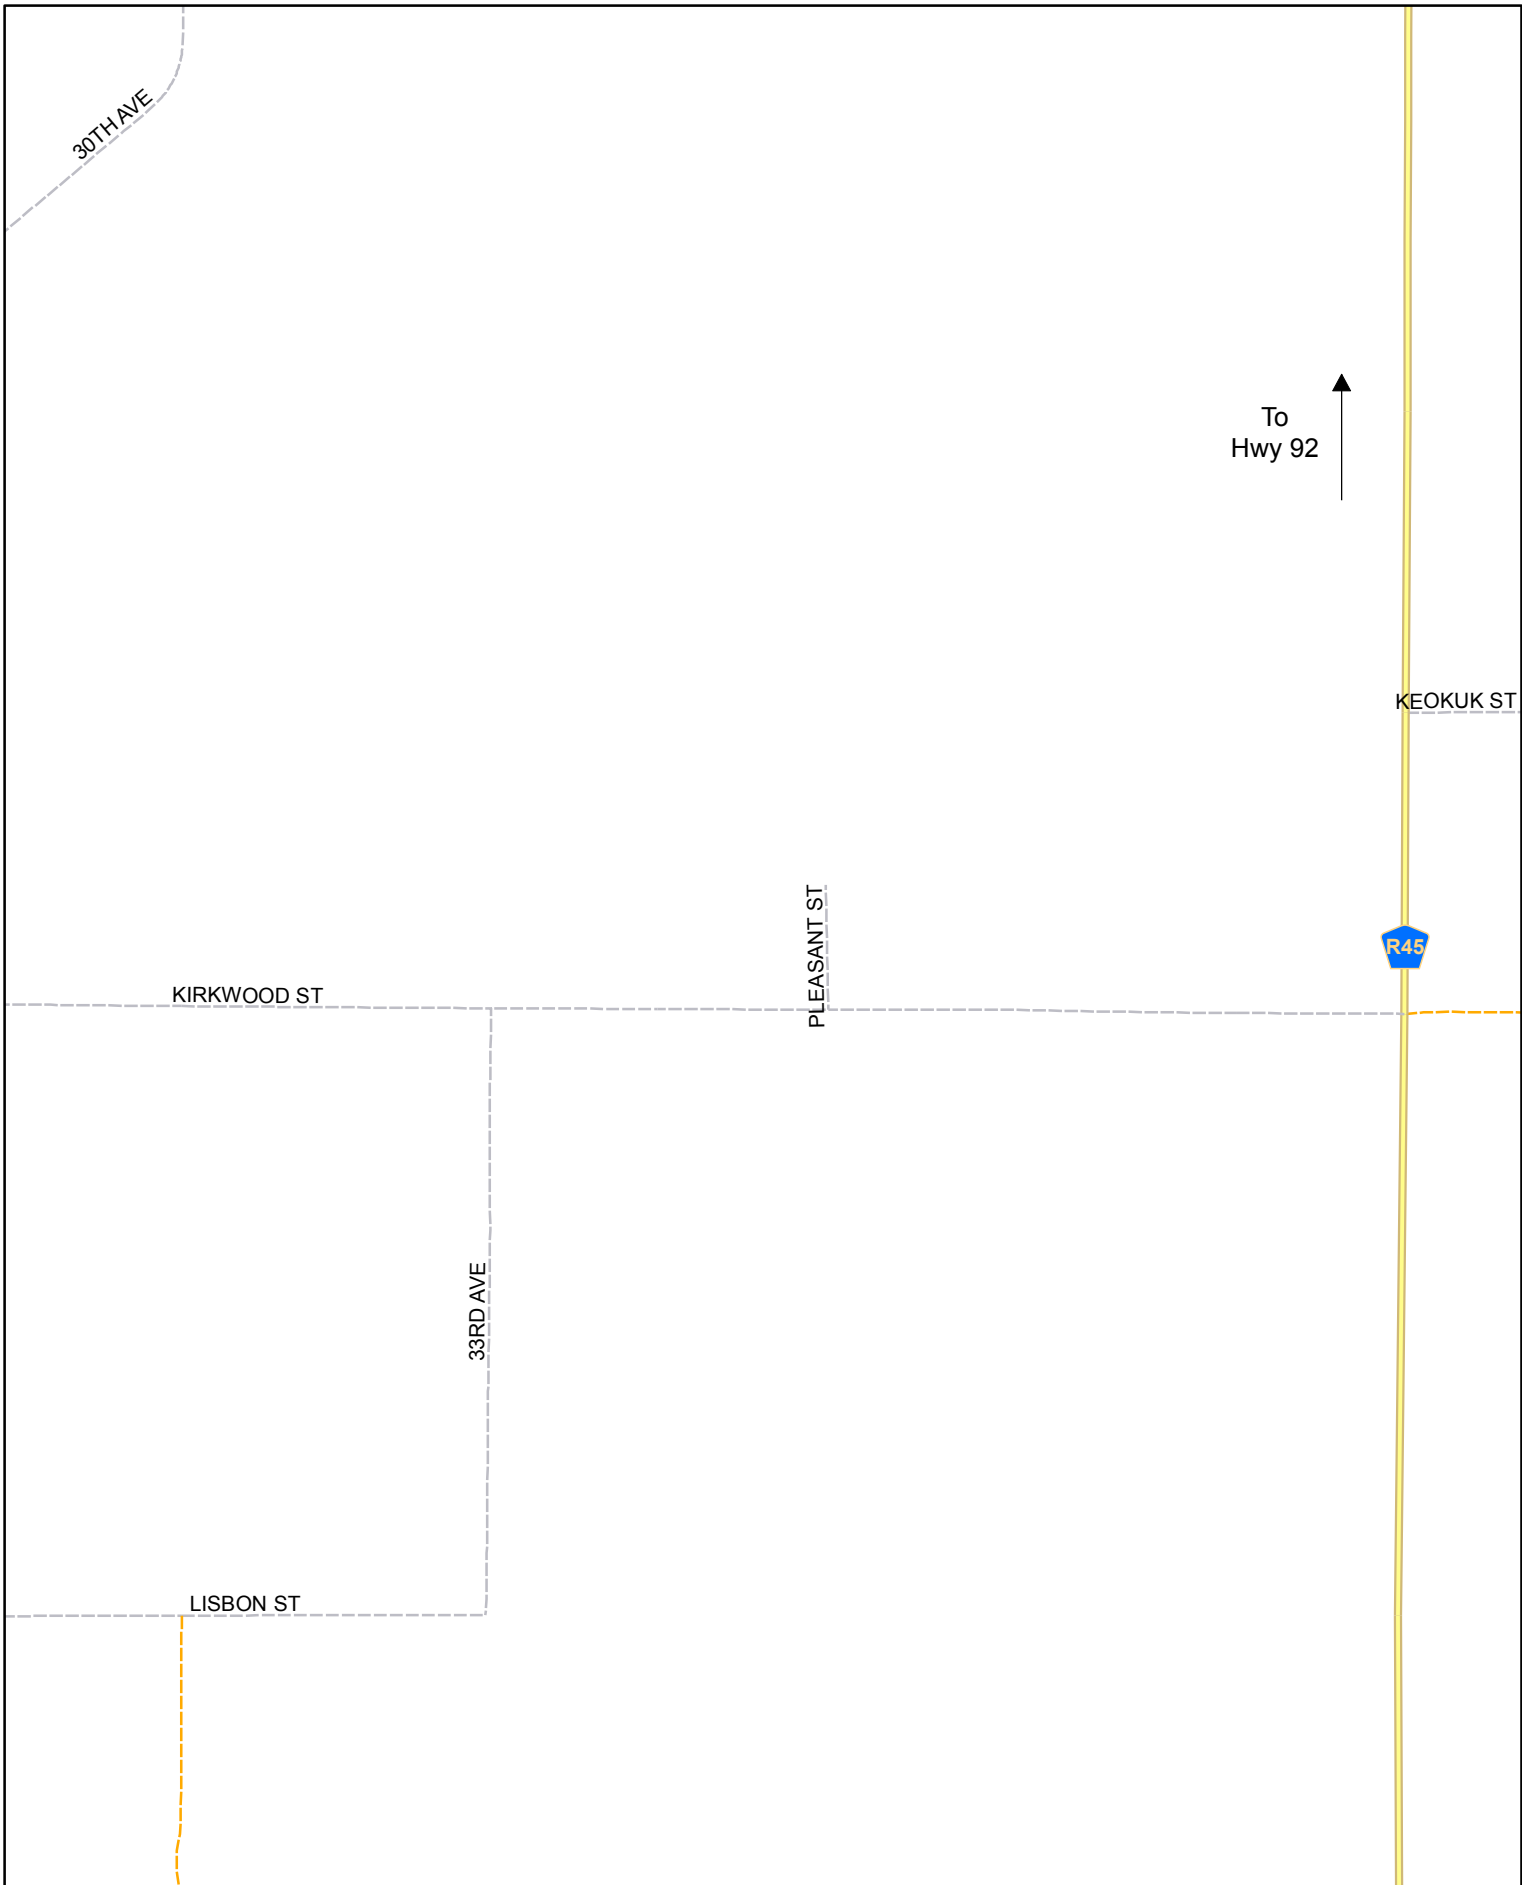 30TH AVE
To
Hwy 92
KEOKUK ST
PLEASANT ST
R45
KIRKWOOD ST
33RD AVE
LISBON ST